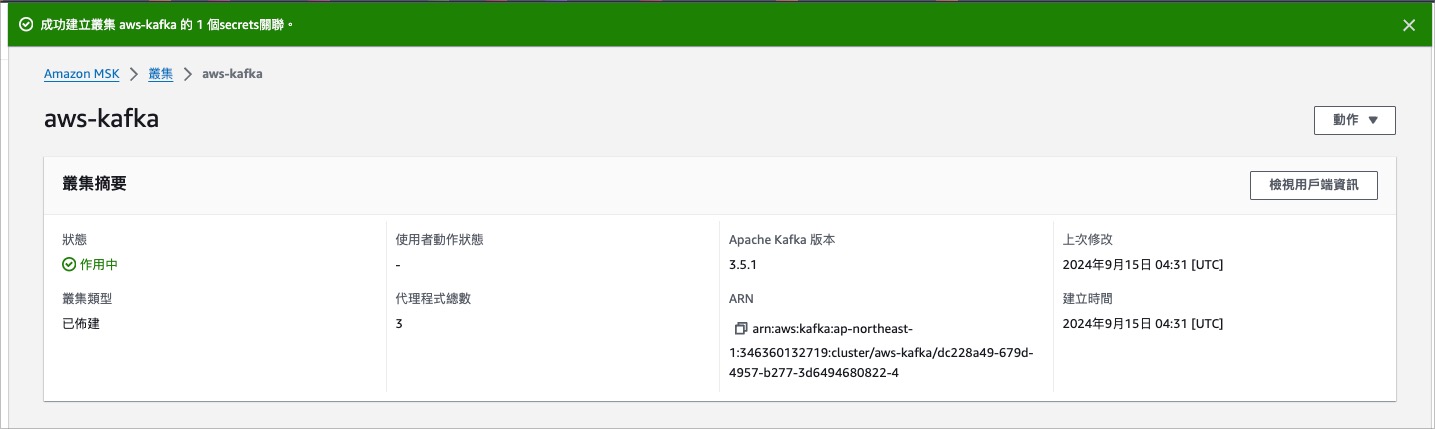 成功建立叢集 aws-kafka 的 1 個secrets關聯。
Amazon MSK > 叢集 > aws-kafka
aws-kafka
動作
叢集摘要
檢視用戶端資訊
狀態
作用中
叢集類型
已佈建
使用者動作狀態
-
代理程式總數
3
Apache Kafka 版本
3.5.1
ARN
arn:aws:kafka:ap-northeast-
1:346360132719:cluster/aws-kafka/dc228a49-679d-
4957-b277-3d6494680822-4
上次修改
2024年9月15日 04:31 [UTC]
建立時間
2024年9月15日 04:31 [UTC]